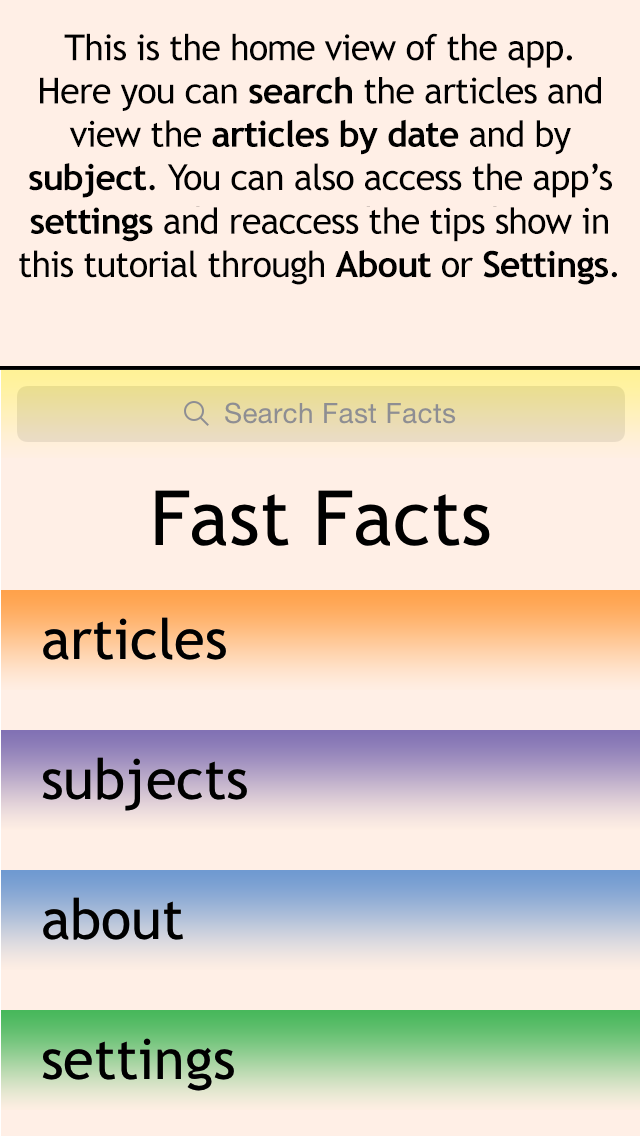 This is the home view of the app.
Here you can search the articles and
view the articles by date and by
subject. You can also access the app’s
settings and reaccess the tips show in
this tutorial through About or Settings.
Search Fast Facts
Fast Facts
articles
subjects
about
settings